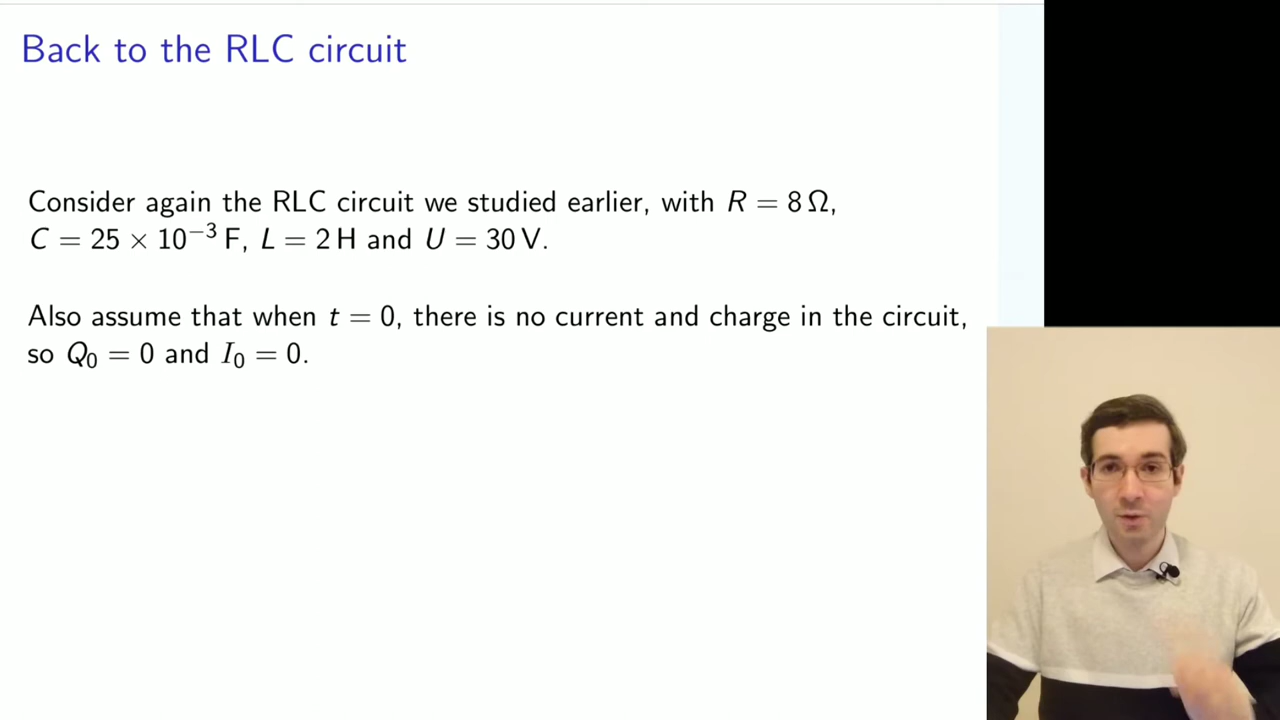 Back to the RLC circuit
Consider again the RLC circuit we studied earlier, with R = 8 Ω,
C = 25 × 10⁻³ F, L = 2 H and U = 30 V.
Also assume that when t = 0, there is no current and charge in the circuit,
so Q₀ = 0 and I₀ = 0.